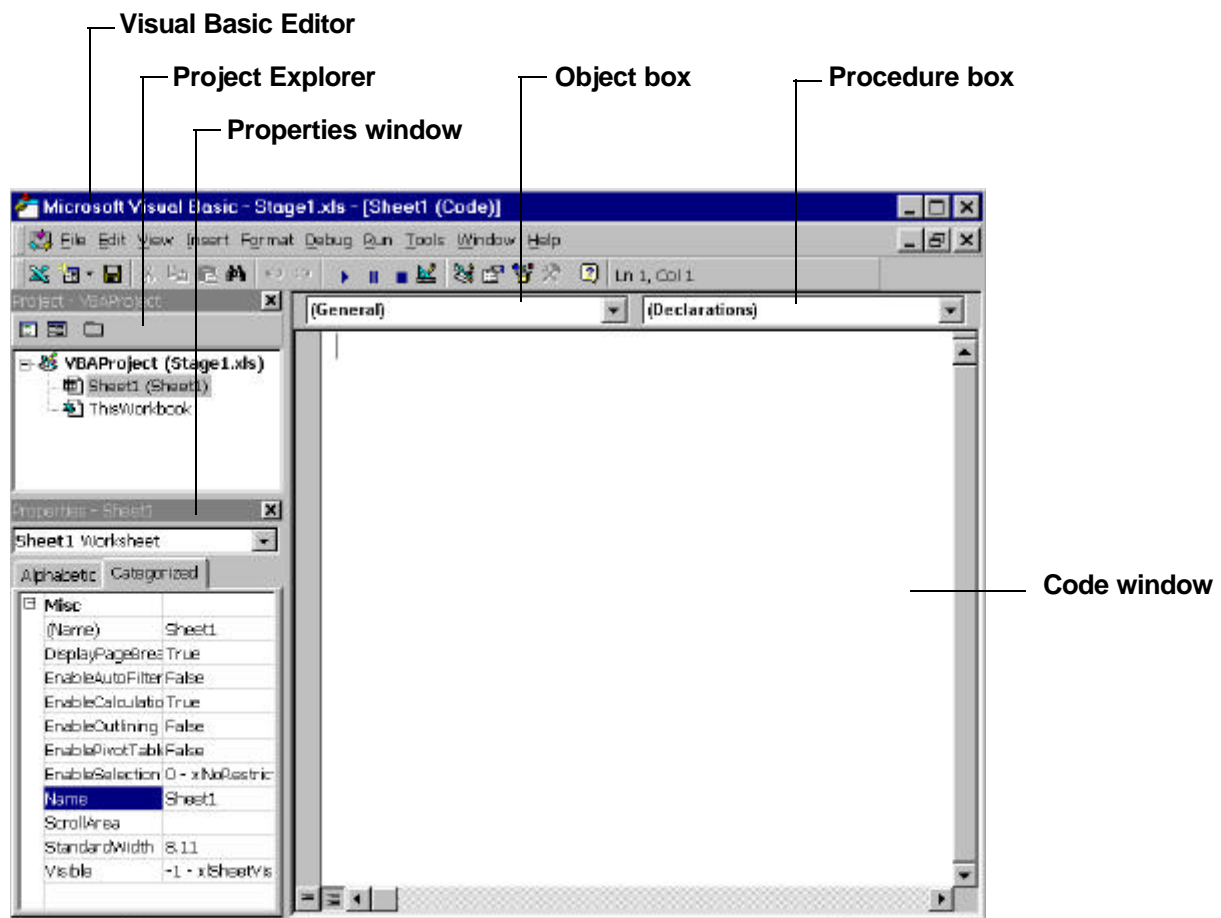 Visual Basic Editor
Project Explorer
Object box
Procedure box
Properties window
Microsoft Visual Basic - Stage1.xls - [Sheet1 (Code)]
File Edit View Insert Format Debug Run Tools Window Help
Ln 1, Col 1
Project - VBAProject
(General)
(Declarations)
VBAProject (Stage1.xls)
Sheet1 (Sheet1)
ThisWorkbook
Properties - Sheet1
Sheet1 Worksheet
Alphabetic Categorized
Misc
(Name) Sheet1
DisplayPageBrea True
EnableAutoFilter False
EnableCalculatio True
EnableOutlining False
EnablePivotTabl False
EnableSelection 0 - xlNoRestric
Name Sheet1
ScrollArea
StandardWidth 8.11
Visible -1 - xlSheetVis
Code window